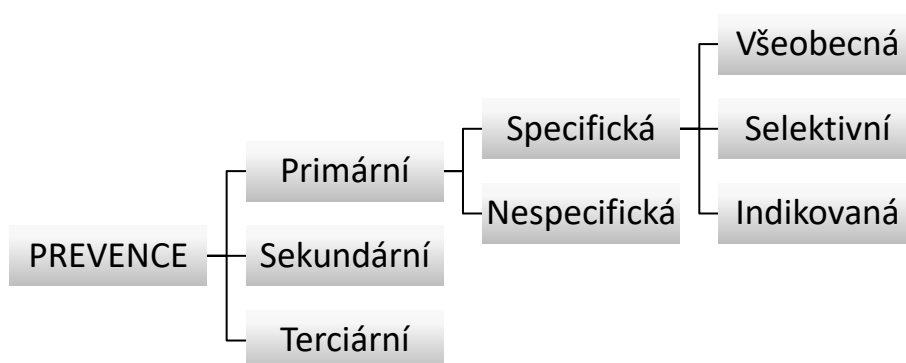 PREVENCE
Primární
Sekundární
Terciární
Specifická
Nespecifická
Všeobecná
Selektivní
Indikovaná